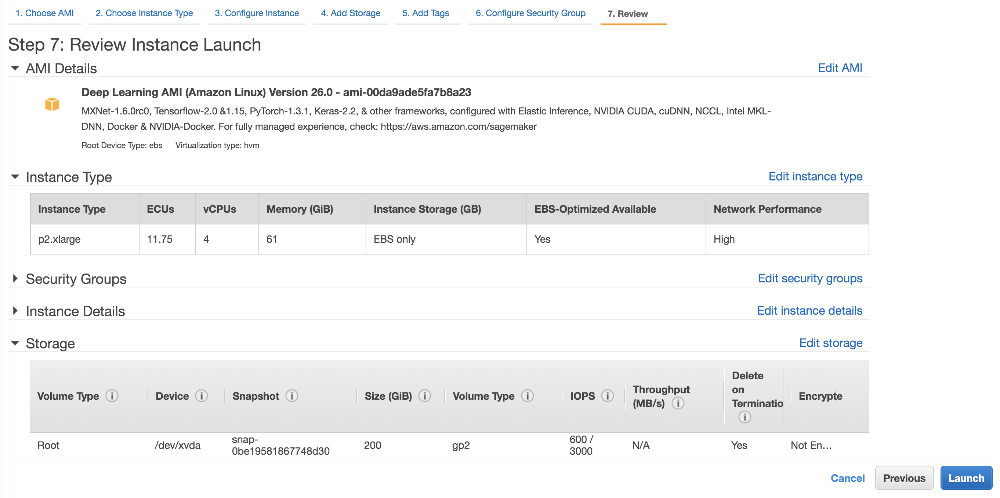 1. Choose AMI 2. Choose Instance Type 3. Configure Instance 4. Add Storage 5. Add Tags 6. Configure Security Group 7. Review
Step 7: Review Instance Launch
AMI Details Edit AMI
Deep Learning AMI (Amazon Linux) Version 26.0 - ami-00da9ade5fa7b8a23
MXNet-1.6.0rc0, Tensorflow-2.0 &1.15, PyTorch-1.3.1, Keras-2.2, & other frameworks, configured with Elastic Inference, NVIDIA CUDA, cuDNN, NCCL, Intel MKL-
DNN, Docker & NVIDIA-Docker. For fully managed experience, check: https://aws.amazon.com/sagemaker
Root Device Type: ebs Virtualization type: hvm
Instance Type Edit instance type
Instance Type ECUs vCPUs Memory (GiB) Instance Storage (GB) EBS-Optimized Available Network Performance
p2.xlarge 11.75 4 61 EBS only Yes High
Security Groups Edit security groups
Instance Details Edit instance details
Storage Edit storage
Volume Type i Device i Snapshot i Size (GiB) i Volume Type i IOPS i Throughput (MB/s) i Delete on Terminatio i Encrypte
Root /dev/xvda snap-0be19581867748d30 200 gp2 600 / 3000 N/A Yes Not En...
Cancel Previous Launch